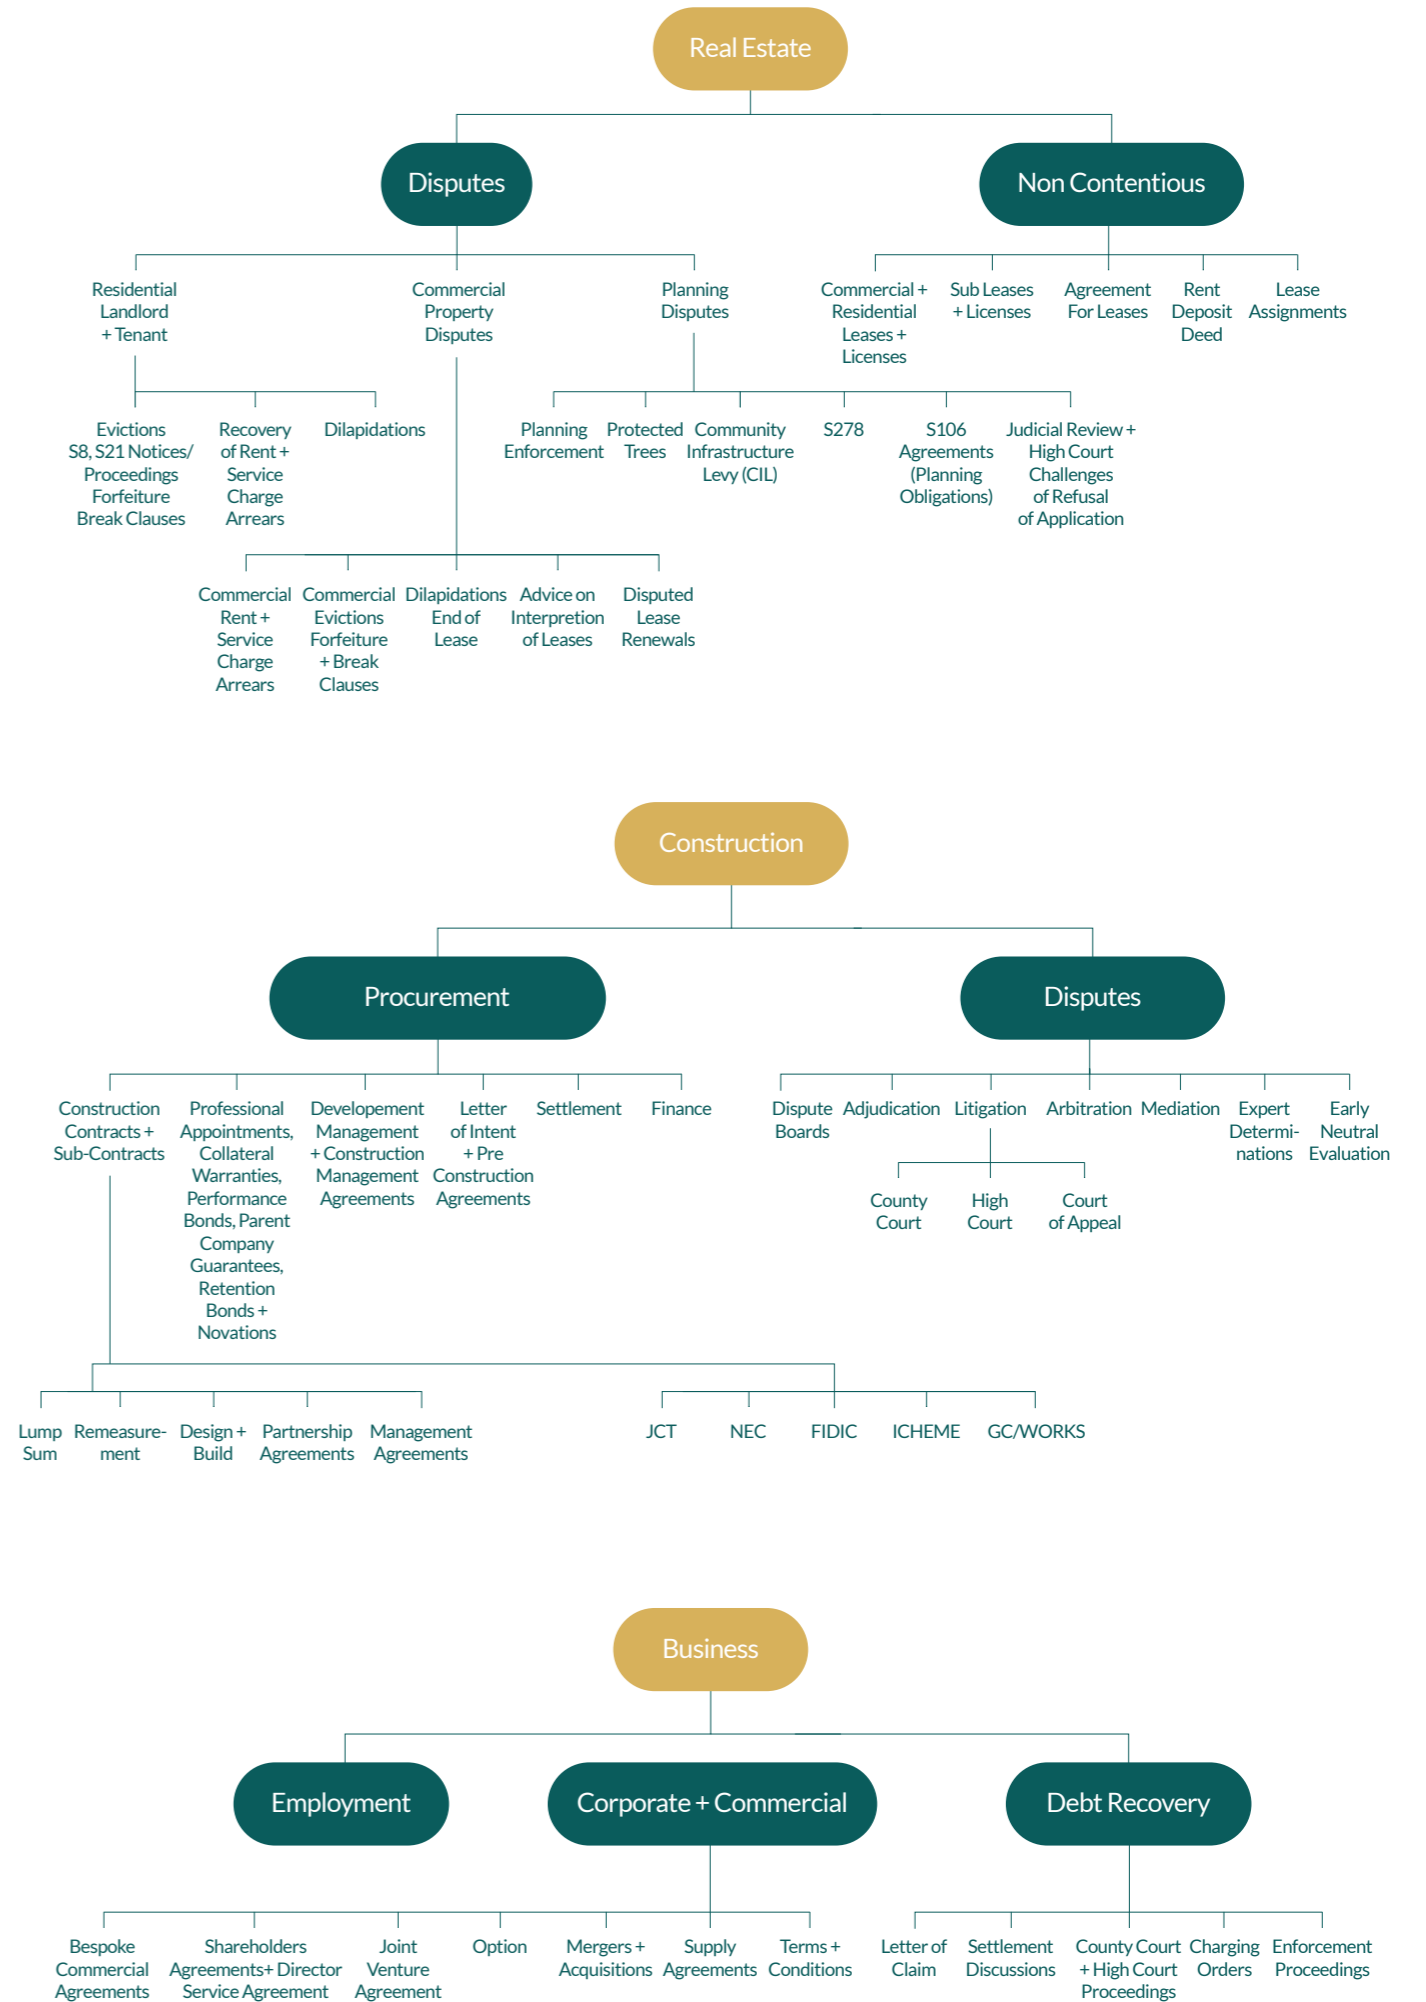 Real Estate
Disputes
Non Contentious
Residential
Landlord
+ Tenant
Commercial
Property
Disputes
Planning
Disputes
Commercial +
Residential
Leases +
Licenses
Sub Leases
+ Licenses
Agreement
For Leases
Rent
Deposit
Deed
Lease
Assignments
Evictions
S8, S21 Notices/
Proceedings
Forfeiture
Break Clauses
Recovery
of Rent +
Service
Charge
Arrears
Dilapidations
Planning
Enforcement
Protected
Trees
Community
Infrastructure
Levy (CIL)
S278
S106
Agreements
(Planning
Obligations)
Judicial Review +
High Court
Challenges
of Refusal
of Application
Commercial
Rent +
Service
Charge
Arrears
Commercial
Evictions
Forfeiture
+ Break
Clauses
Dilapidations
End of
Lease
Advice on
Interpretion
of Leases
Disputed
Lease
Renewals
Construction
Procurement
Disputes
Construction
Contracts +
Sub-Contracts
Professional
Appointments,
Collateral
Warranties,
Performance
Bonds, Parent
Company
Guarantees,
Retention
Bonds +
Novations
Developement
Management
+ Construction
Management
Agreements
Letter
of Intent
+ Pre
Construction
Agreements
Settlement
Finance
Dispute
Boards
Adjudication
Litigation
Arbitration
Mediation
Expert
Determi-
nations
Early
Neutral
Evaluation
County
Court
High
Court
Court
of Appeal
Lump
Sum
Remeasure-
ment
Design +
Build
Partnership
Agreements
Management
Agreements
JCT
NEC
FIDIC
ICHEME
GC/WORKS
Business
Employment
Corporate + Commercial
Debt Recovery
Bespoke
Commercial
Agreements
Shareholders
Agreements+ Director
Service Agreement
Joint
Venture
Agreement
Option
Mergers +
Acquisitions
Supply
Agreements
Terms +
Conditions
Letter of
Claim
Settlement
Discussions
County Court
+ High Court
Proceedings
Charging
Orders
Enforcement
Proceedings